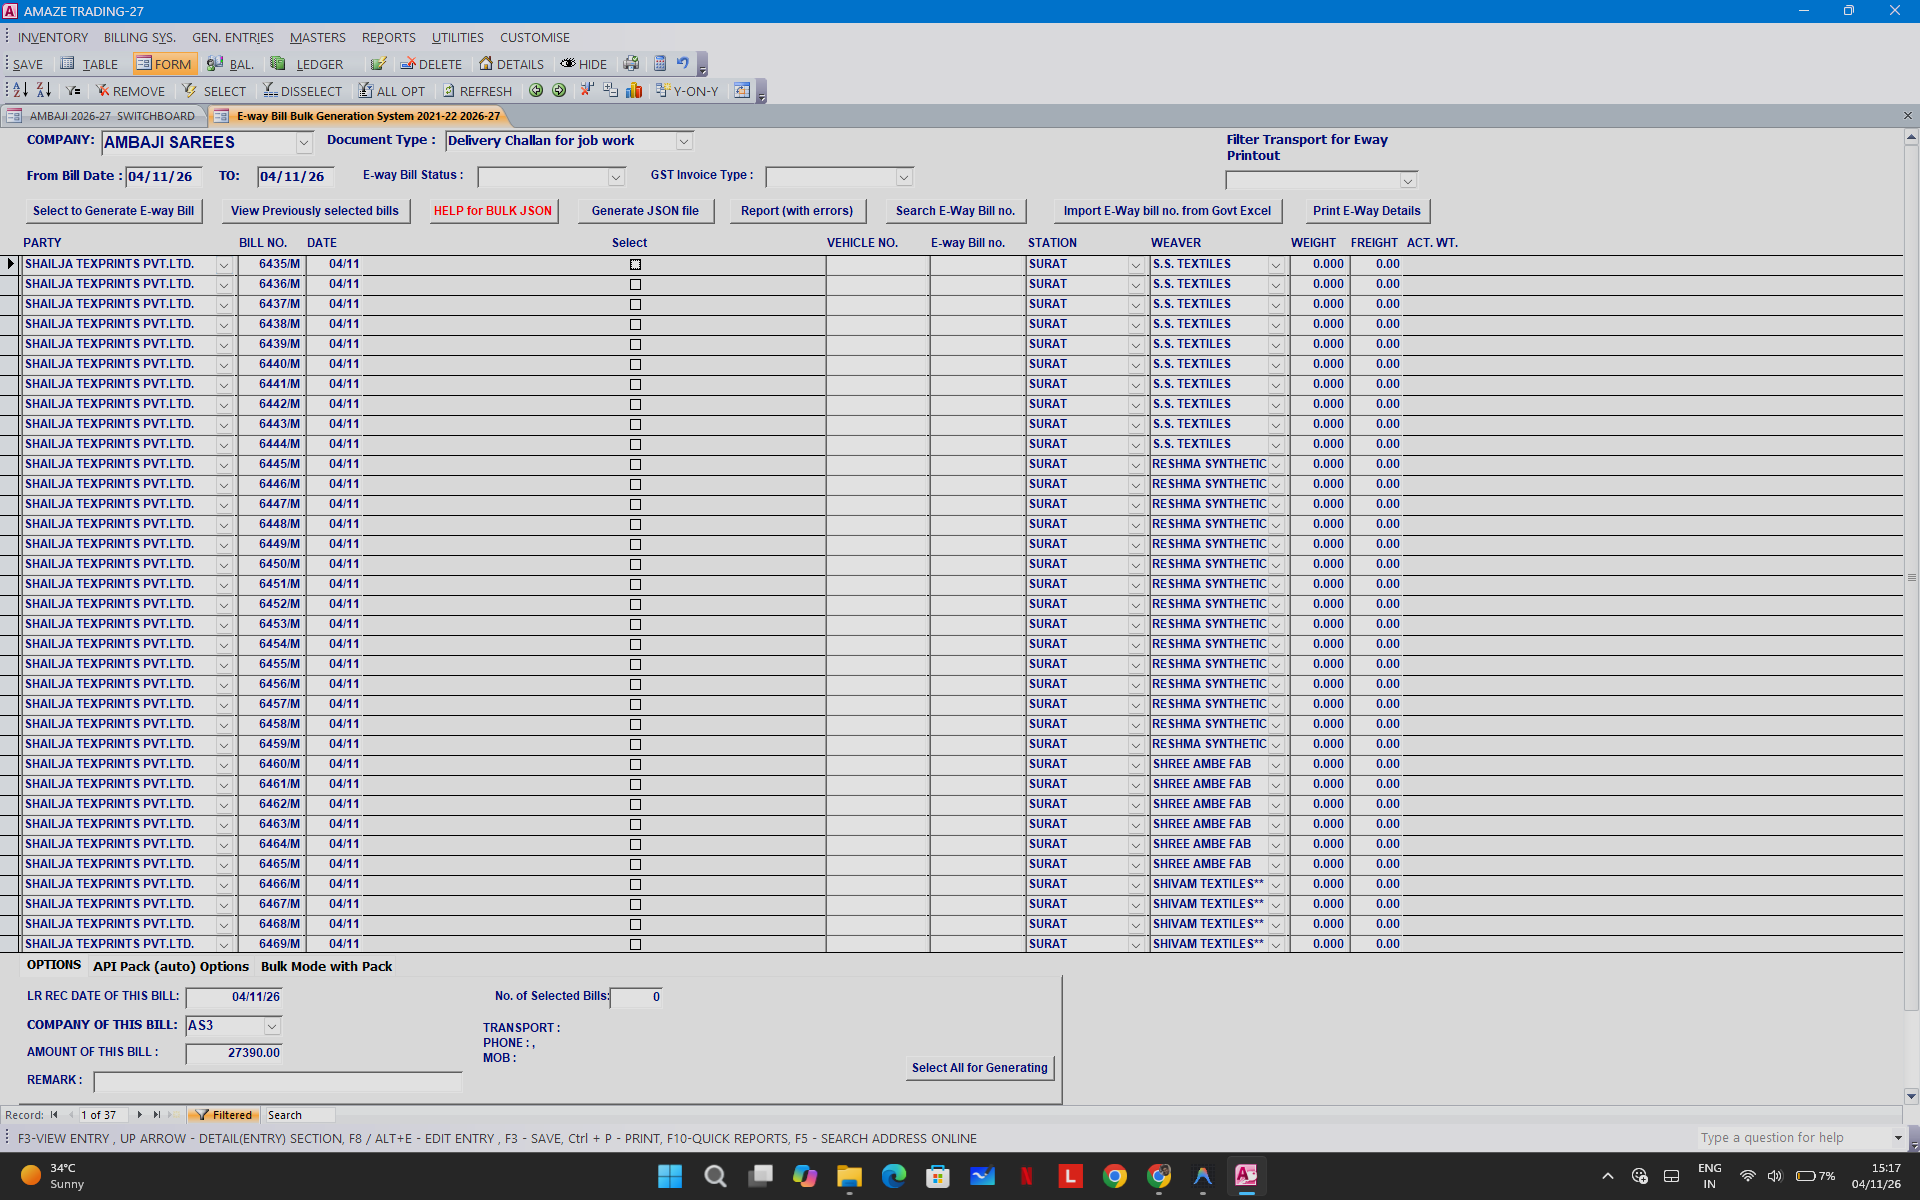 AMAZE TRADING-27
INVENTORY BILLING SYS. GEN. ENTRIES MASTERS REPORTS UTILITIES CUSTOMISE
SAVE TABLE FORM BAL. LEDGER DELETE DETAILS HIDE
REMOVE SELECT DISSELECT ALL OPT REFRESH Y-ON-Y
AMBAJI 2026-27 SWITCHBOARD E-way Bill Bulk Generation System 2021-22 2026-27
COMPANY: AMBAJI SAREES Document Type : Delivery Challan for job work Filter Transport for Eway Printout
From Bill Date : 04/11/26 TO: 04/11/26 E-way Bill Status : GST Invoice Type :
Select to Generate E-way Bill View Previously selected bills HELP for BULK JSON Generate JSON file Report (with errors) Search E-Way Bill no. Import E-Way bill no. from Govt Excel Print E-Way Details
PARTY BILL NO. DATE Select VEHICLE NO. E-way Bill no. STATION WEAVER WEIGHT FREIGHT ACT. WT.
SHAILJA TEXPRINTS PVT.LTD. 6435/M 04/11 SURAT S.S. TEXTILES 0.000 0.00
SHAILJA TEXPRINTS PVT.LTD. 6436/M 04/11 SURAT S.S. TEXTILES 0.000 0.00
SHAILJA TEXPRINTS PVT.LTD. 6437/M 04/11 SURAT S.S. TEXTILES 0.000 0.00
SHAILJA TEXPRINTS PVT.LTD. 6438/M 04/11 SURAT S.S. TEXTILES 0.000 0.00
SHAILJA TEXPRINTS PVT.LTD. 6439/M 04/11 SURAT S.S. TEXTILES 0.000 0.00
SHAILJA TEXPRINTS PVT.LTD. 6440/M 04/11 SURAT S.S. TEXTILES 0.000 0.00
SHAILJA TEXPRINTS PVT.LTD. 6441/M 04/11 SURAT S.S. TEXTILES 0.000 0.00
SHAILJA TEXPRINTS PVT.LTD. 6442/M 04/11 SURAT S.S. TEXTILES 0.000 0.00
SHAILJA TEXPRINTS PVT.LTD. 6443/M 04/11 SURAT S.S. TEXTILES 0.000 0.00
SHAILJA TEXPRINTS PVT.LTD. 6444/M 04/11 SURAT S.S. TEXTILES 0.000 0.00
SHAILJA TEXPRINTS PVT.LTD. 6445/M 04/11 SURAT RESHMA SYNTHETIC 0.000 0.00
SHAILJA TEXPRINTS PVT.LTD. 6446/M 04/11 SURAT RESHMA SYNTHETIC 0.000 0.00
SHAILJA TEXPRINTS PVT.LTD. 6447/M 04/11 SURAT RESHMA SYNTHETIC 0.000 0.00
SHAILJA TEXPRINTS PVT.LTD. 6448/M 04/11 SURAT RESHMA SYNTHETIC 0.000 0.00
SHAILJA TEXPRINTS PVT.LTD. 6449/M 04/11 SURAT RESHMA SYNTHETIC 0.000 0.00
SHAILJA TEXPRINTS PVT.LTD. 6450/M 04/11 SURAT RESHMA SYNTHETIC 0.000 0.00
SHAILJA TEXPRINTS PVT.LTD. 6451/M 04/11 SURAT RESHMA SYNTHETIC 0.000 0.00
SHAILJA TEXPRINTS PVT.LTD. 6452/M 04/11 SURAT RESHMA SYNTHETIC 0.000 0.00
SHAILJA TEXPRINTS PVT.LTD. 6453/M 04/11 SURAT RESHMA SYNTHETIC 0.000 0.00
SHAILJA TEXPRINTS PVT.LTD. 6454/M 04/11 SURAT RESHMA SYNTHETIC 0.000 0.00
SHAILJA TEXPRINTS PVT.LTD. 6455/M 04/11 SURAT RESHMA SYNTHETIC 0.000 0.00
SHAILJA TEXPRINTS PVT.LTD. 6456/M 04/11 SURAT RESHMA SYNTHETIC 0.000 0.00
SHAILJA TEXPRINTS PVT.LTD. 6457/M 04/11 SURAT RESHMA SYNTHETIC 0.000 0.00
SHAILJA TEXPRINTS PVT.LTD. 6458/M 04/11 SURAT RESHMA SYNTHETIC 0.000 0.00
SHAILJA TEXPRINTS PVT.LTD. 6459/M 04/11 SURAT RESHMA SYNTHETIC 0.000 0.00
SHAILJA TEXPRINTS PVT.LTD. 6460/M 04/11 SURAT SHREE AMBE FAB 0.000 0.00
SHAILJA TEXPRINTS PVT.LTD. 6461/M 04/11 SURAT SHREE AMBE FAB 0.000 0.00
SHAILJA TEXPRINTS PVT.LTD. 6462/M 04/11 SURAT SHREE AMBE FAB 0.000 0.00
SHAILJA TEXPRINTS PVT.LTD. 6463/M 04/11 SURAT SHREE AMBE FAB 0.000 0.00
SHAILJA TEXPRINTS PVT.LTD. 6464/M 04/11 SURAT SHREE AMBE FAB 0.000 0.00
SHAILJA TEXPRINTS PVT.LTD. 6465/M 04/11 SURAT SHREE AMBE FAB 0.000 0.00
SHAILJA TEXPRINTS PVT.LTD. 6466/M 04/11 SURAT SHIVAM TEXTILES** 0.000 0.00
SHAILJA TEXPRINTS PVT.LTD. 6467/M 04/11 SURAT SHIVAM TEXTILES** 0.000 0.00
SHAILJA TEXPRINTS PVT.LTD. 6468/M 04/11 SURAT SHIVAM TEXTILES** 0.000 0.00
SHAILJA TEXPRINTS PVT.LTD. 6469/M 04/11 SURAT SHIVAM TEXTILES** 0.000 0.00
OPTIONS API Pack (auto) Options Bulk Mode with Pack
LR REC DATE OF THIS BILL: 04/11/26 No. of Selected Bills: 0
COMPANY OF THIS BILL: AS3 TRANSPORT :
PHONE : ,
AMOUNT OF THIS BILL : 27390.00 MOB :
Select All for Generating
REMARK :
Record: 1 of 37 Filtered Search
F3-VIEW ENTRY , UP ARROW - DETAIL(ENTRY) SECTION, F8 / ALT+E - EDIT ENTRY , F3 - SAVE, Ctrl + P - PRINT, F10-QUICK REPORTS, F5 - SEARCH ADDRESS ONLINE Type a question for help
34°C ENG 15:17
Sunny IN 7% 04/11/26